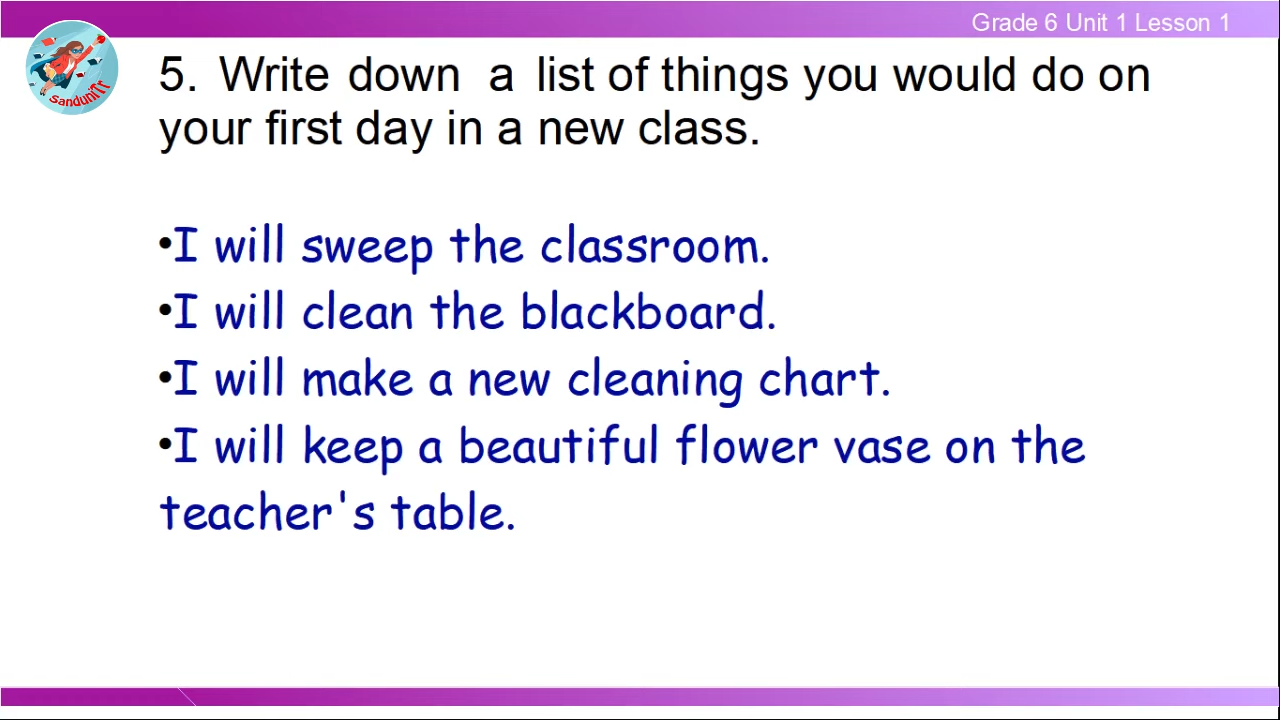 Grade 6 Unit 1 Lesson 1
SanduniTT
5. Write down a list of things you would do on
your first day in a new class.
•I will sweep the classroom.
•I will clean the blackboard.
•I will make a new cleaning chart.
•I will keep a beautiful flower vase on the
teacher's table.